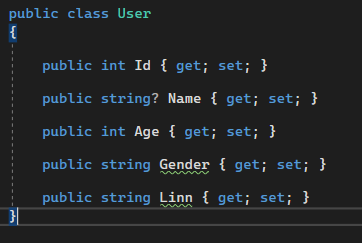 public class User
{
public int Id { get; set; }
public string? Name { get; set; }
public int Age { get; set; }
public string Gender { get; set; }
public string Linn { get; set; }
}